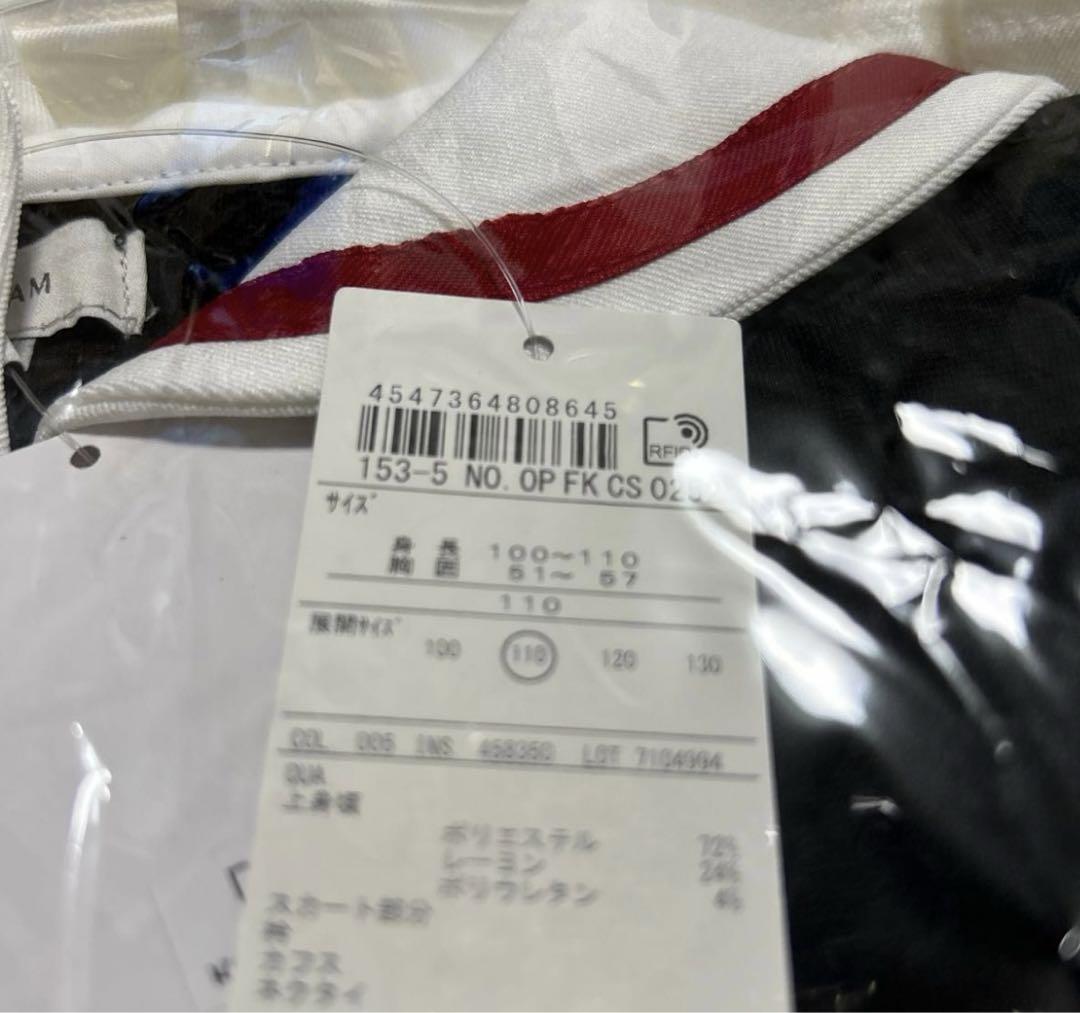 AM
4547364808645
RFID
153-5 NO. OP FK CS
サイズ
身 長 100～110
胸 囲 51～ 57
110
展開サイズ
100 110 120 130
COL 005 INS LOT 7104994
QUA
上身頃
ポリエステル 72%
レーヨン 24%
ポリウレタン 4%
スカート部分
衿
カフス
ネクタイ